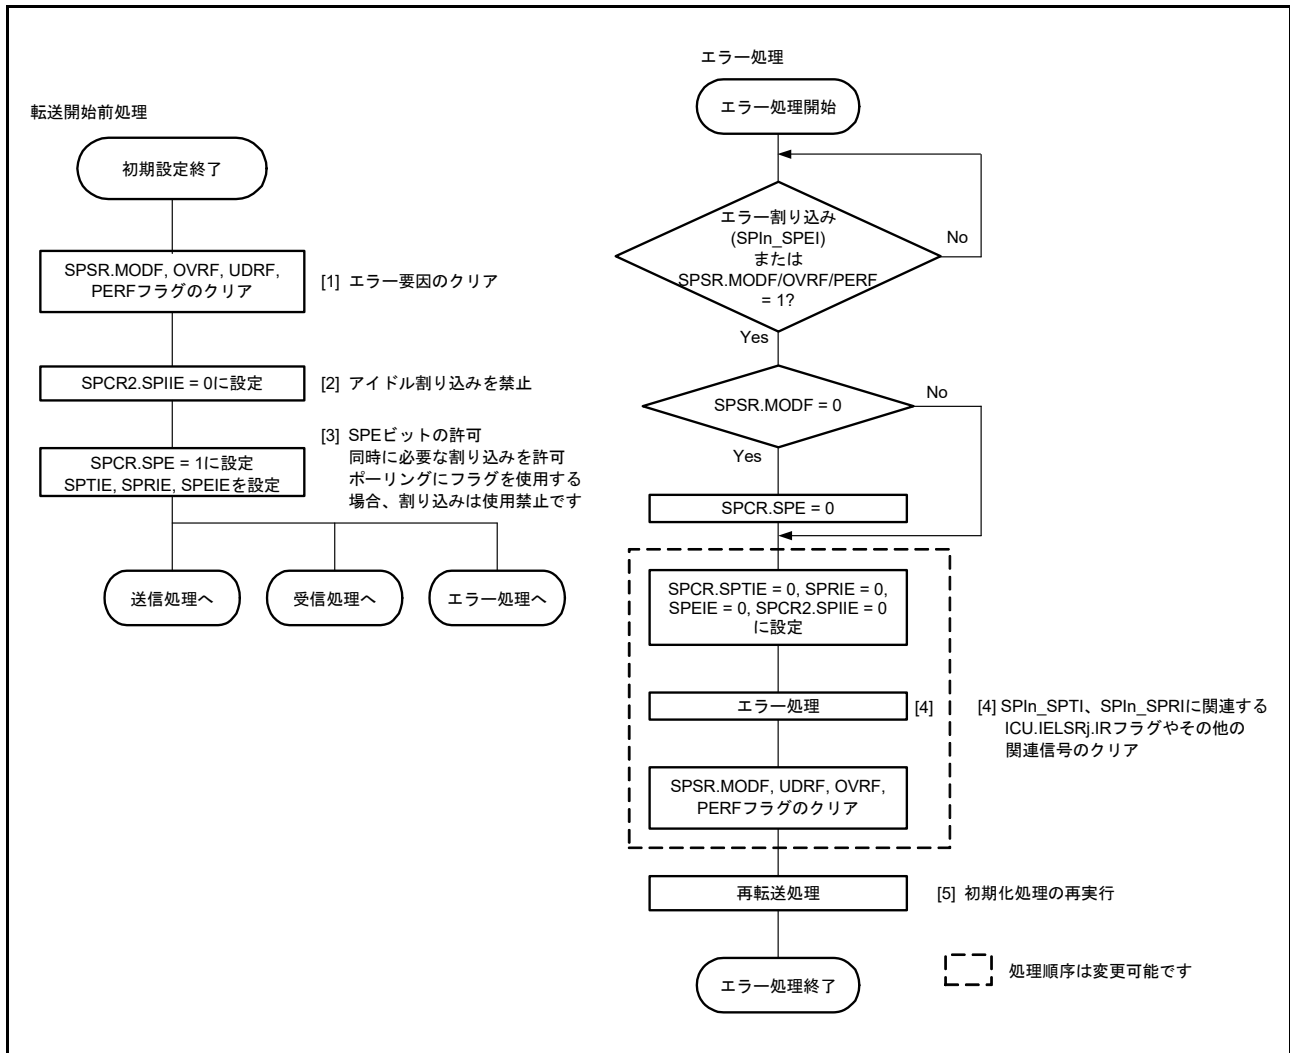 転送開始前処理
初期設定終了
SPSR.MODF, OVRF, UDRF,
PERFフラグのクリア
[1] エラー要因のクリア
SPCR2.SPIIE = 0に設定
[2] アイドル割り込みを禁止
SPCR.SPE = 1に設定
SPTIE, SPRIE, SPEIEを設定
[3] SPEビットの許可
同時に必要な割り込みを許可
ポーリングにフラグを使用する
場合、割り込みは使用禁止です
送信処理へ
受信処理へ
エラー処理へ
エラー処理
エラー処理開始
エラー割り込み
(SPIn_SPEI)
または
SPSR.MODF/OVRF/PERF
= 1?
No
Yes
SPSR.MODF = 0
No
Yes
SPCR.SPE = 0
SPCR.SPTIE = 0, SPRIE = 0,
SPEIE = 0, SPCR2.SPIIE = 0
に設定
エラー処理
[4]
[4] SPIn_SPTI、SPIn_SPRIに関連する
ICU.IELSRj.IRフラグやその他の
関連信号のクリア
SPSR.MODF, UDRF, OVRF,
PERFフラグのクリア
再転送処理
[5] 初期化処理の再実行
エラー処理終了
処理順序は変更可能です